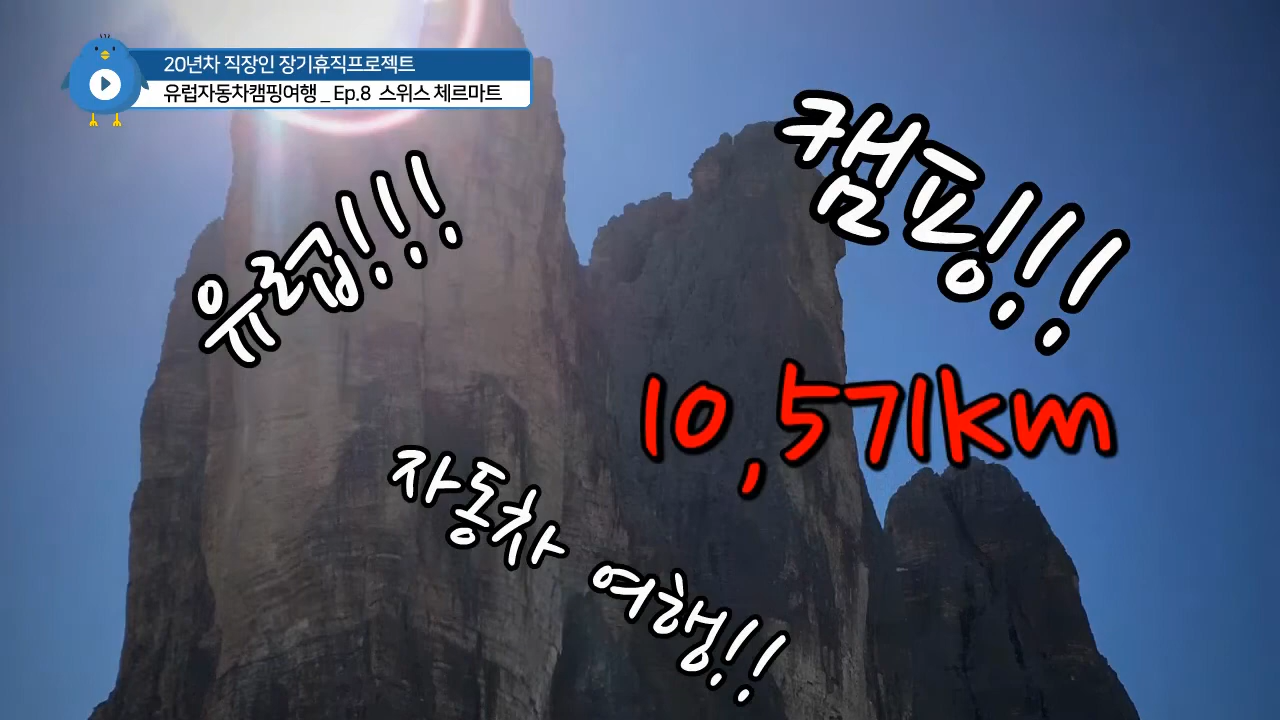 20년차 직장인 장기휴직프로젝트
유럽자동차캠핑여행 _ Ep.8 스위스 체르마트
캠핑!!!
유럽!!!
10,571km
자동차 여행!!